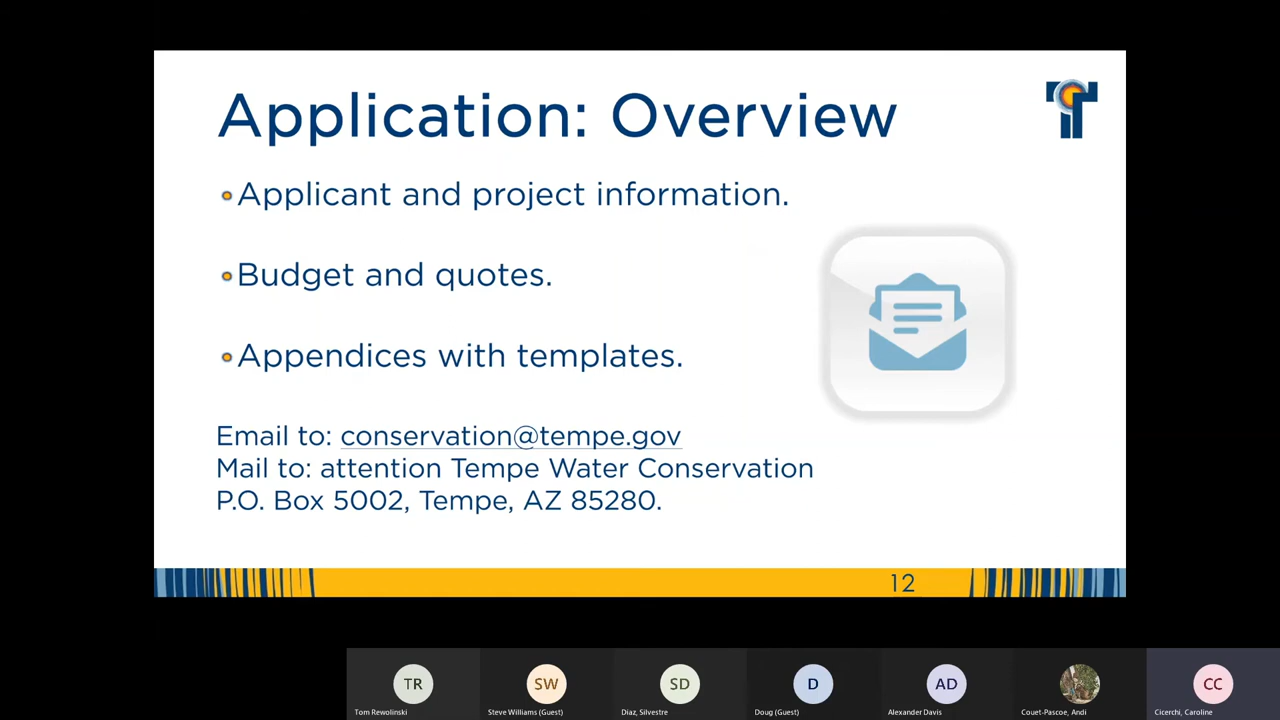 Application: Overview
Applicant and project information.
Budget and quotes.
Appendices with templates.
Email to: conservation@tempe.gov
Mail to: attention Tempe Water Conservation
P.O. Box 5002, Tempe, AZ 85280.
12
TR
SW
SD
D
AD
CC
Tom Rewolinski
Steve Williams (Guest)
Diaz, Silvestre
Doug (Guest)
Alexander Davis
Couet-Pascoe, Andi
Cicerchi, Caroline